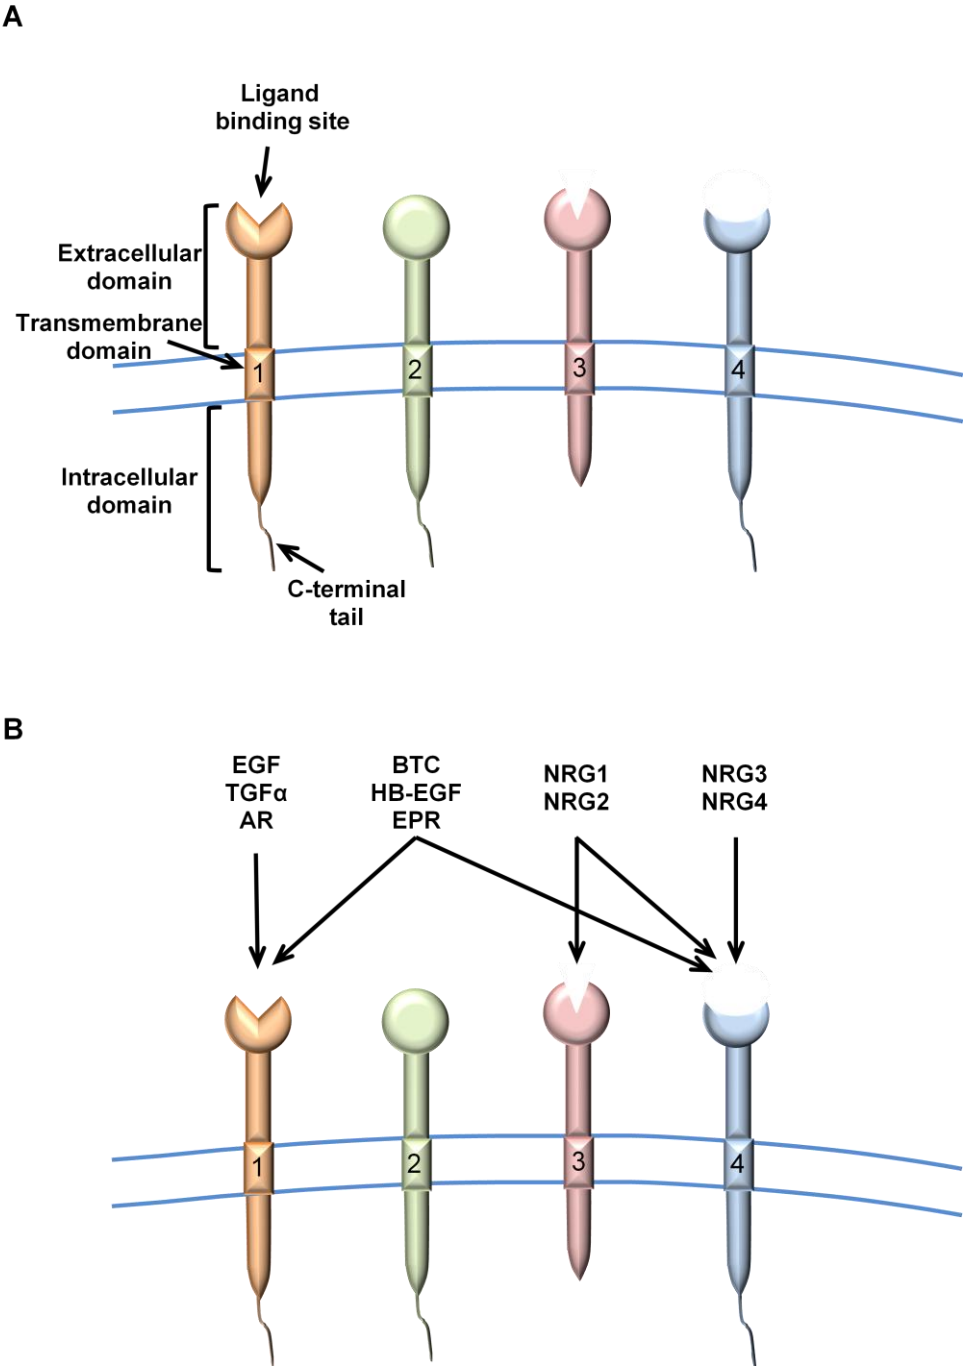 A
Ligand
binding site
Extracellular
domain
Transmembrane
domain
1
2
3
4
Intracellular
domain
C-terminal
tail
B
EGF
TGFα
AR
BTC
HB-EGF
EPR
NRG1
NRG2
NRG3
NRG4
1
2
3
4